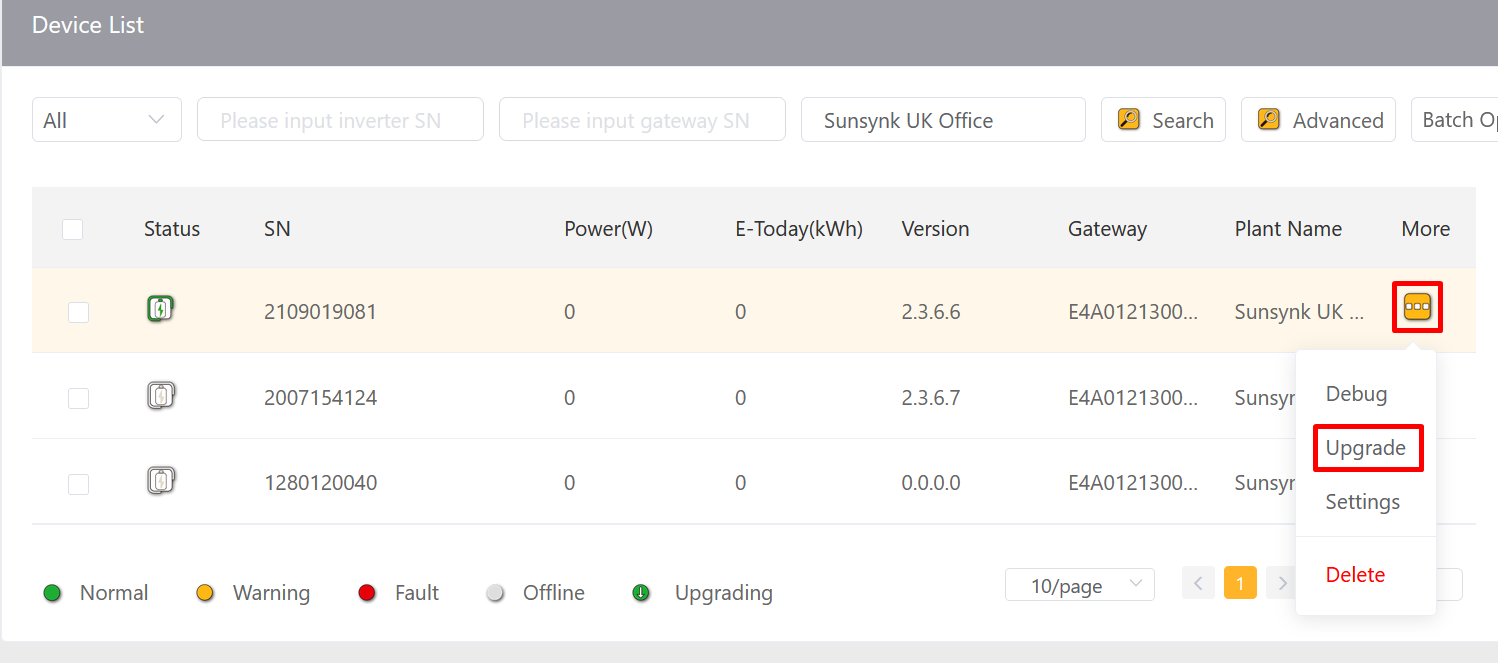 Device List
All
Please input inverter SN
Please input gateway SN
Sunsynk UK Office
Search
Advanced
Batch Op
Status SN Power(W) E-Today(kWh) Version Gateway Plant Name More
2109019081 0 0 2.3.6.6 E4A0121300... Sunsynk UK ...
2007154124 0 0 2.3.6.7 E4A0121300... Sunsyn
1280120040 0 0 0.0.0.0 E4A0121300... Sunsyn
Debug
Upgrade
Settings
Delete
Normal Warning Fault Offline Upgrading
10/page
1